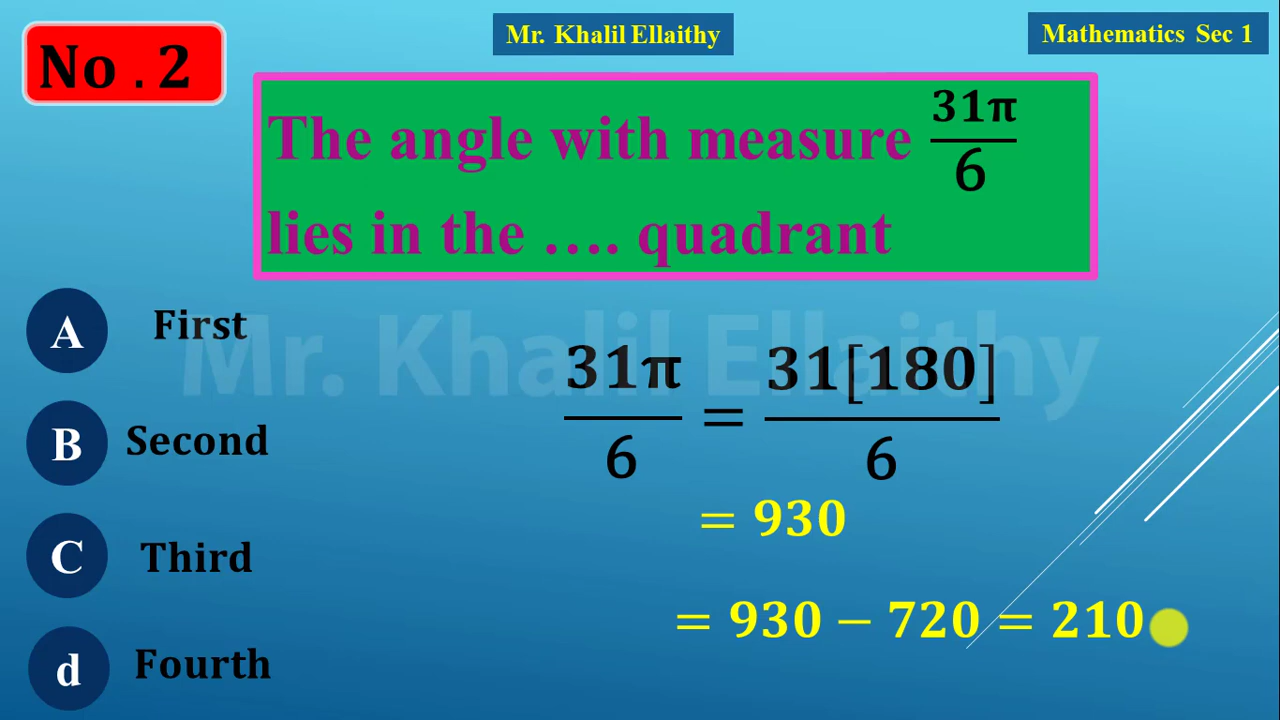 No . 2
Mr. Khalil Ellaithy
Mathematics Sec 1
The angle with measure 31π/6
lies in the …. quadrant
A First
B Second
C Third
d Fourth
Mr. Khalil Ellaithy
31π/6 = 31[180]/6
= 930
= 930 − 720 = 210